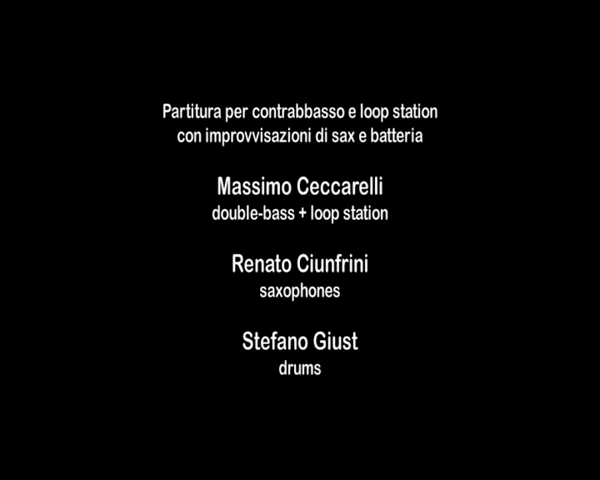 Partitura per contrabbasso e loop station
con improvvisazioni di sax e batteria
Massimo Ceccarelli
double-bass + loop station
Renato Ciunfrini
saxophones
Stefano Giust
drums